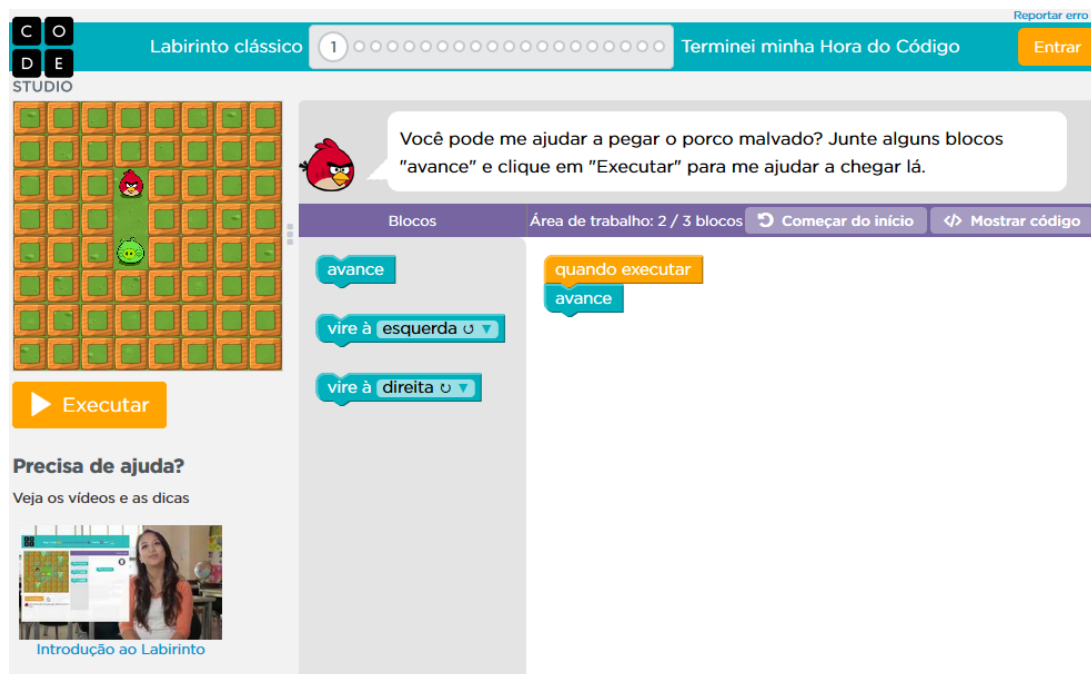 Reportar erro
C O
D E
STUDIO
Labirinto clássico
1
Terminei minha Hora do Código
Entrar
Você pode me ajudar a pegar o porco malvado? Junte alguns blocos
"avance" e clique em "Executar" para me ajudar a chegar lá.
Blocos
Área de trabalho: 2 / 3 blocos
Começar do início
</> Mostrar código
avance
vire à esquerda ↺ ▼
vire à direita ↻ ▼
quando executar
avance
Executar
Precisa de ajuda?
Veja os vídeos e as dicas
Introdução ao Labirinto